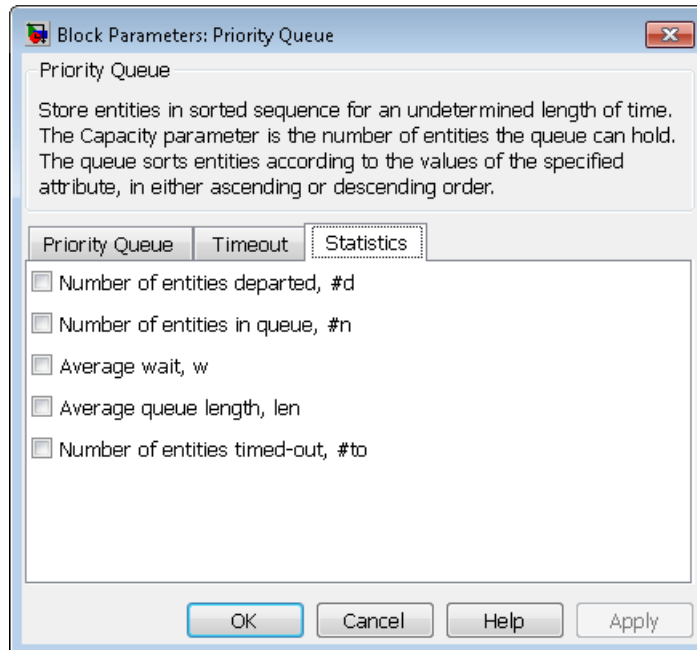 Block Parameters: Priority Queue
Priority Queue
Store entities in sorted sequence for an undetermined length of time.
The Capacity parameter is the number of entities the queue can hold.
The queue sorts entities according to the values of the specified
attribute, in either ascending or descending order.
Priority Queue Timeout Statistics
Number of entities departed, #d
Number of entities in queue, #n
Average wait, w
Average queue length, len
Number of entities timed-out, #to
OK Cancel Help Apply